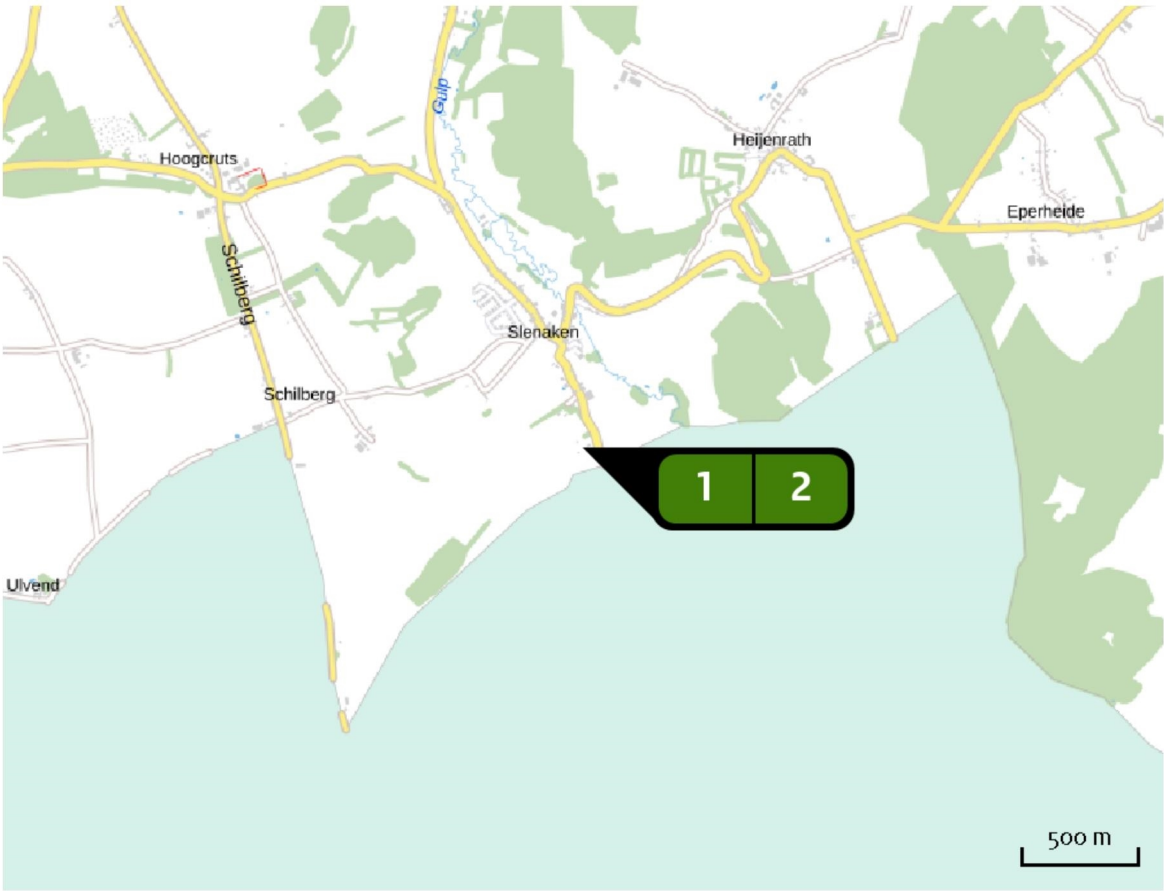 Gulp
Heijenrath
Hoogcruts
Eperheide
Schilberg
Slenaken
Schilberg
1 2
Ulvend
500 m